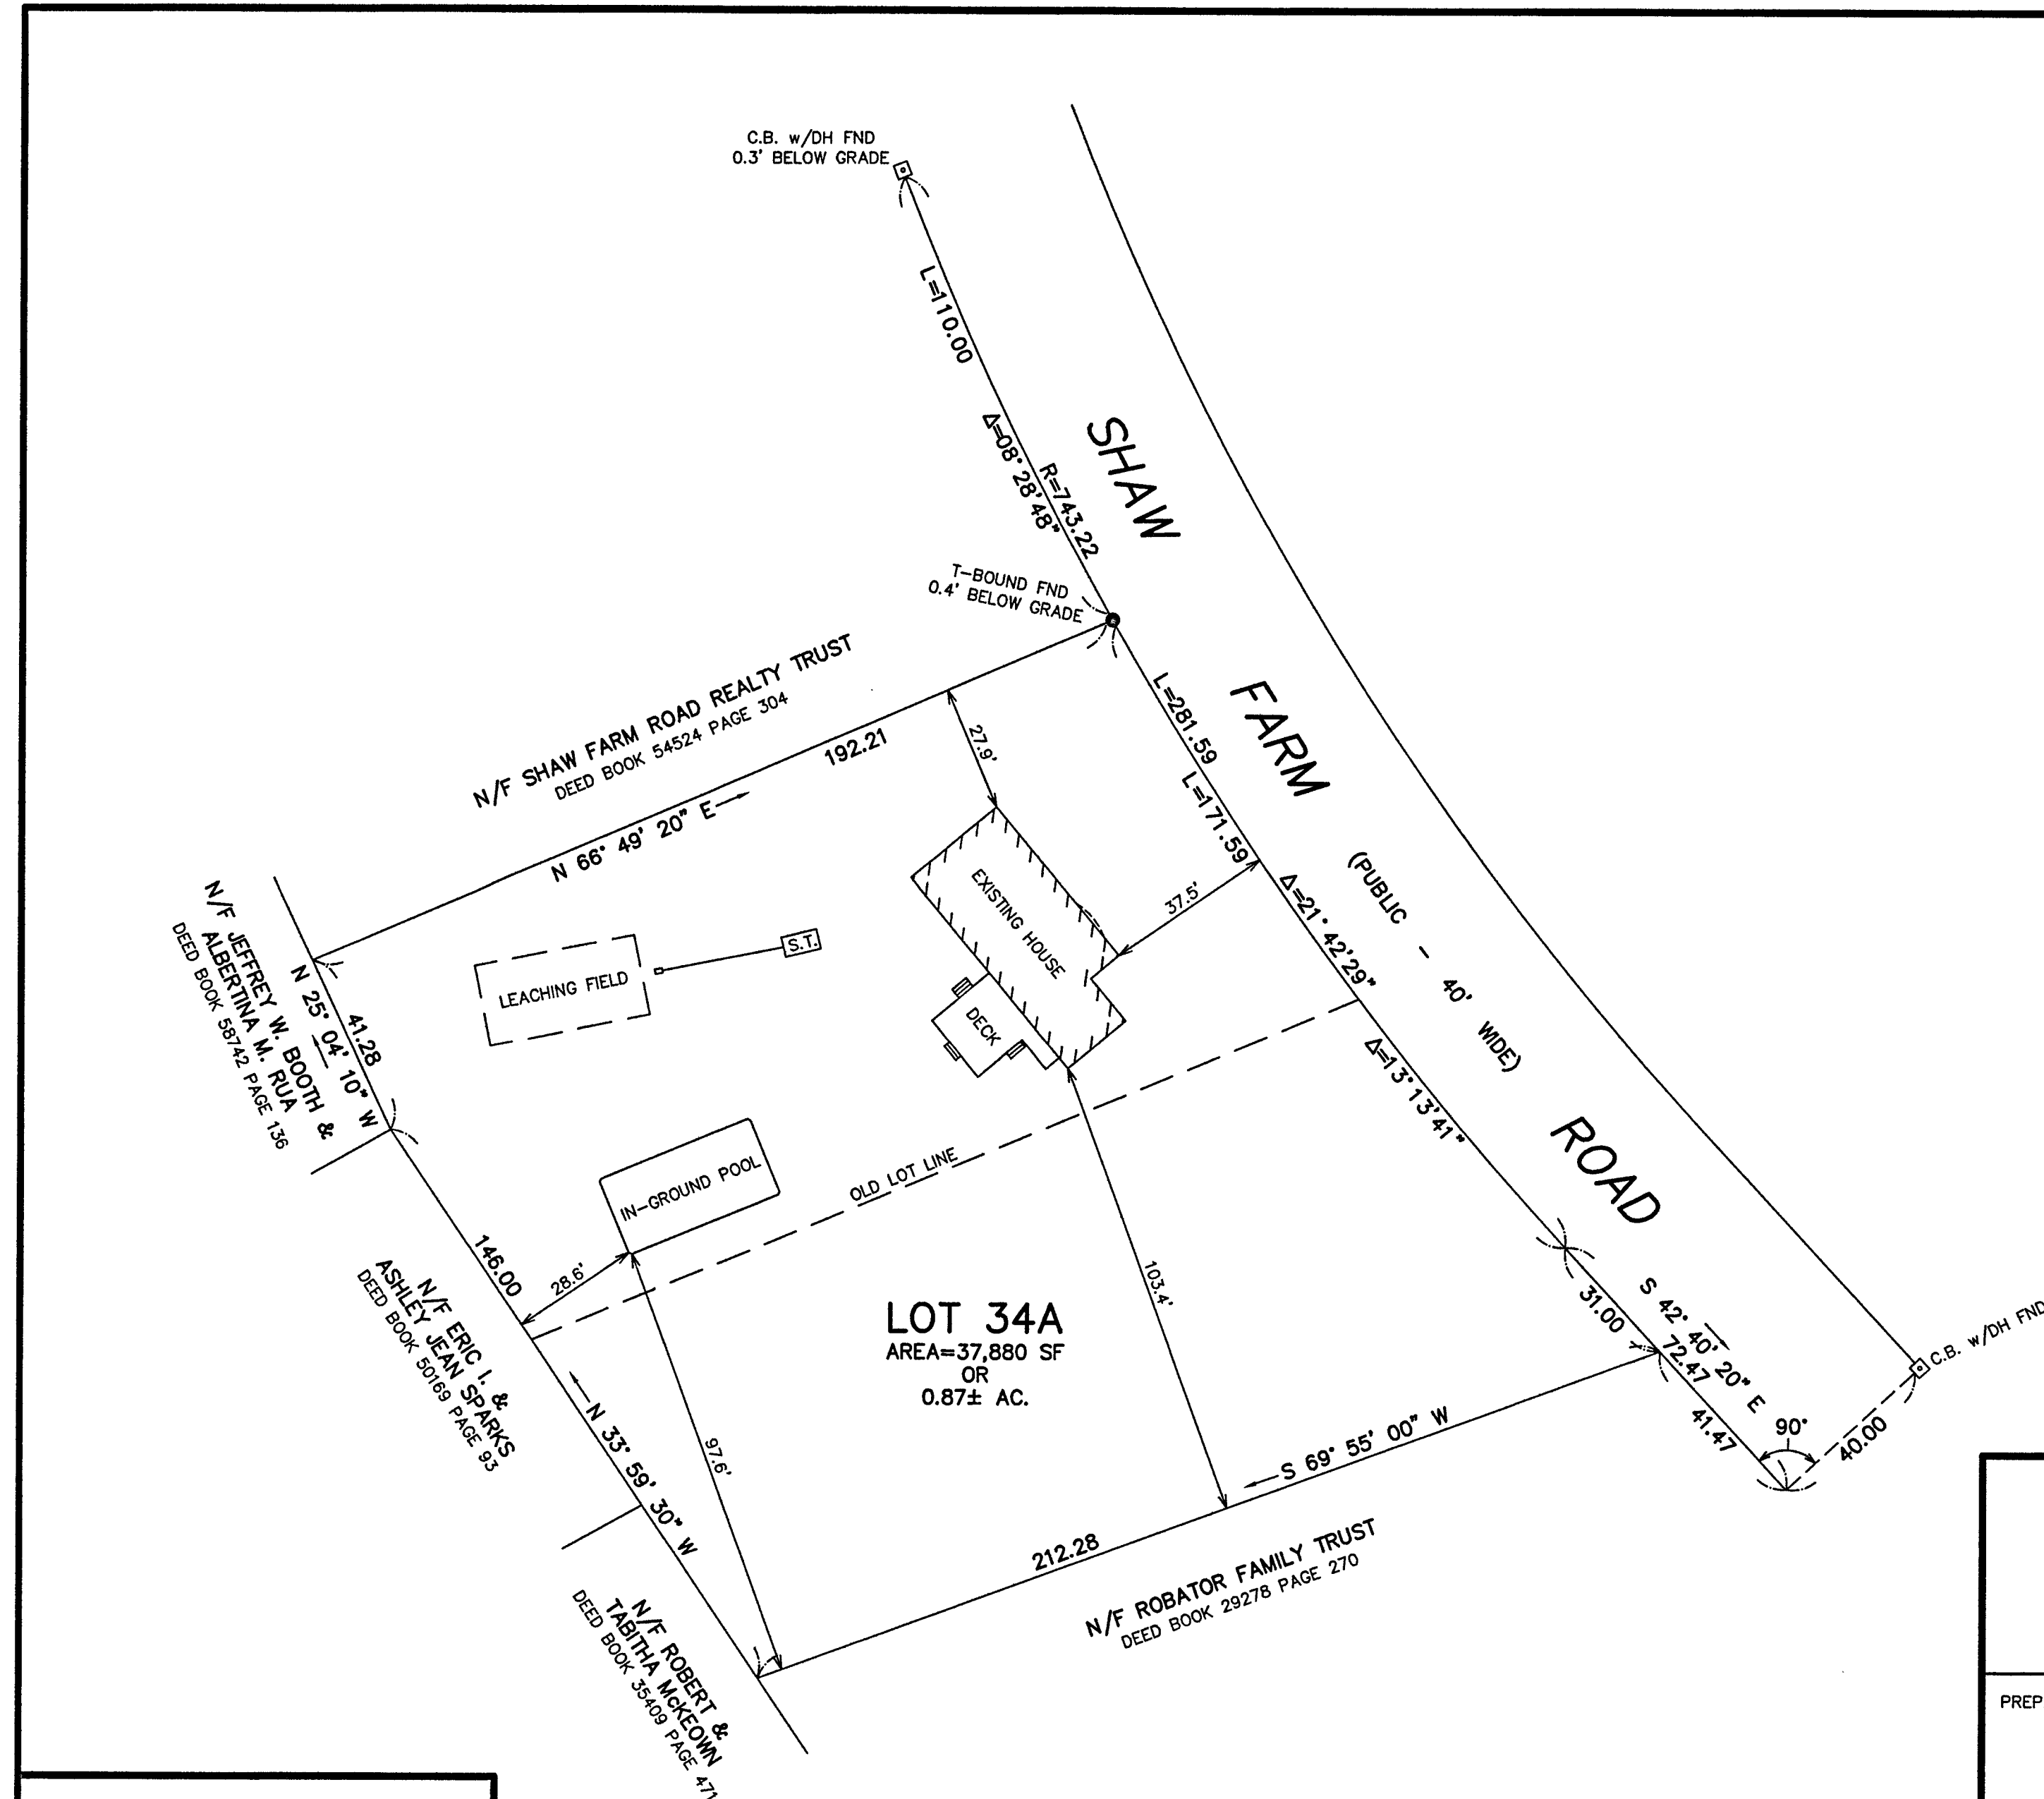 C.B. w/DH FND
0.3' BELOW GRADE
L=110.00
Δ=08°28'48"
R=743.22
SHAW
FARM
(PUBLIC - 40' WIDE)
ROAD
T-BOUND FND
0.4' BELOW GRADE
N/F SHAW FARM ROAD REALTY TRUST
DEED BOOK 54524 PAGE 304
192.21
N 66° 49' 20" E
27.9'
L=281.59
L=171.59
Δ=21°42'29"
Δ=13°13'41"
37.5'
EXISTING HOUSE
DECK
S.T.
LEACHING FIELD
N/F JEFFREY W. BOOTH &
ALBERTINA M. RUA
DEED BOOK 58742 PAGE 136
41.28
N 25° 04' 10" W
IN-GROUND POOL
OLD LOT LINE
146.00
28.6'
N/F ERIC I. &
ASHLEY JEAN SPARKS
DEED BOOK 50169 PAGE 93
N 33° 59' 30" W
97.6'
103.4'
LOT 34A
AREA=37,880 SF
OR
0.87± AC.
31.00
S 42° 40' 20" E
72.47
41.47
90°
40.00
C.B. w/DH FND
S 69° 55' 00" W
212.28
N/F ROBATOR FAMILY TRUST
DEED BOOK 29278 PAGE 270
N/F ROBERT &
TABITHA McKEOWN
DEED BOOK 35409 PAGE 471
PREP